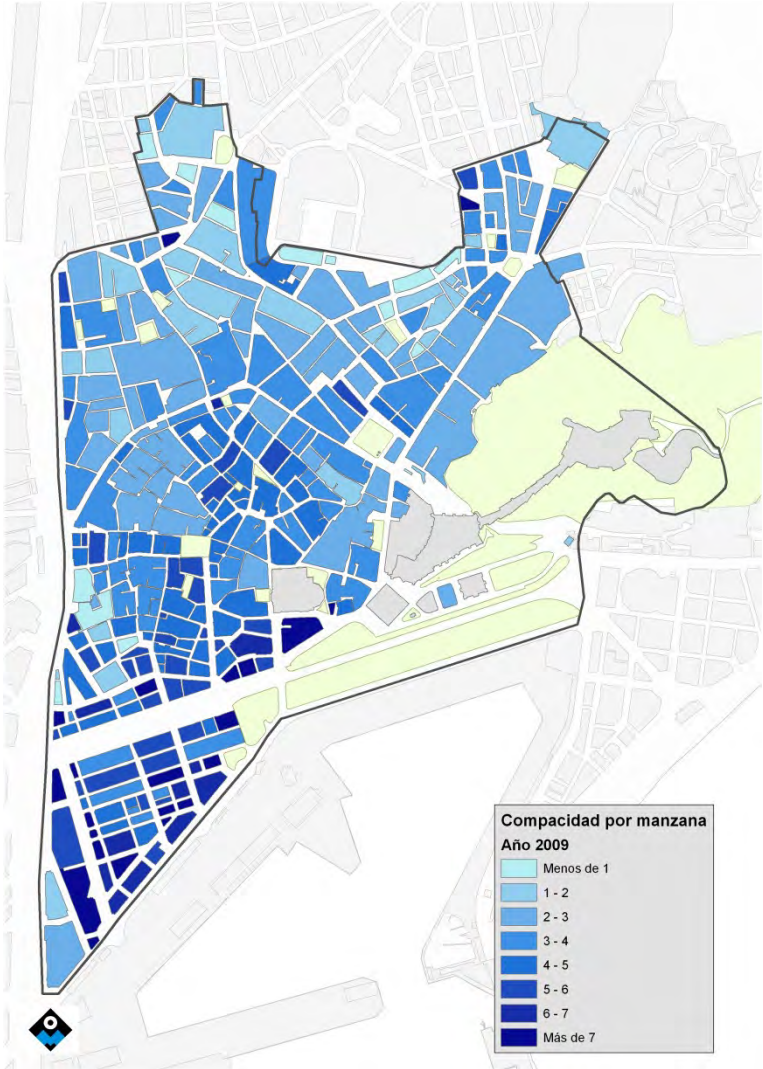 Compacidad por manzana
Año 2009
Menos de 1
1 - 2
2 - 3
3 - 4
4 - 5
5 - 6
6 - 7
Más de 7